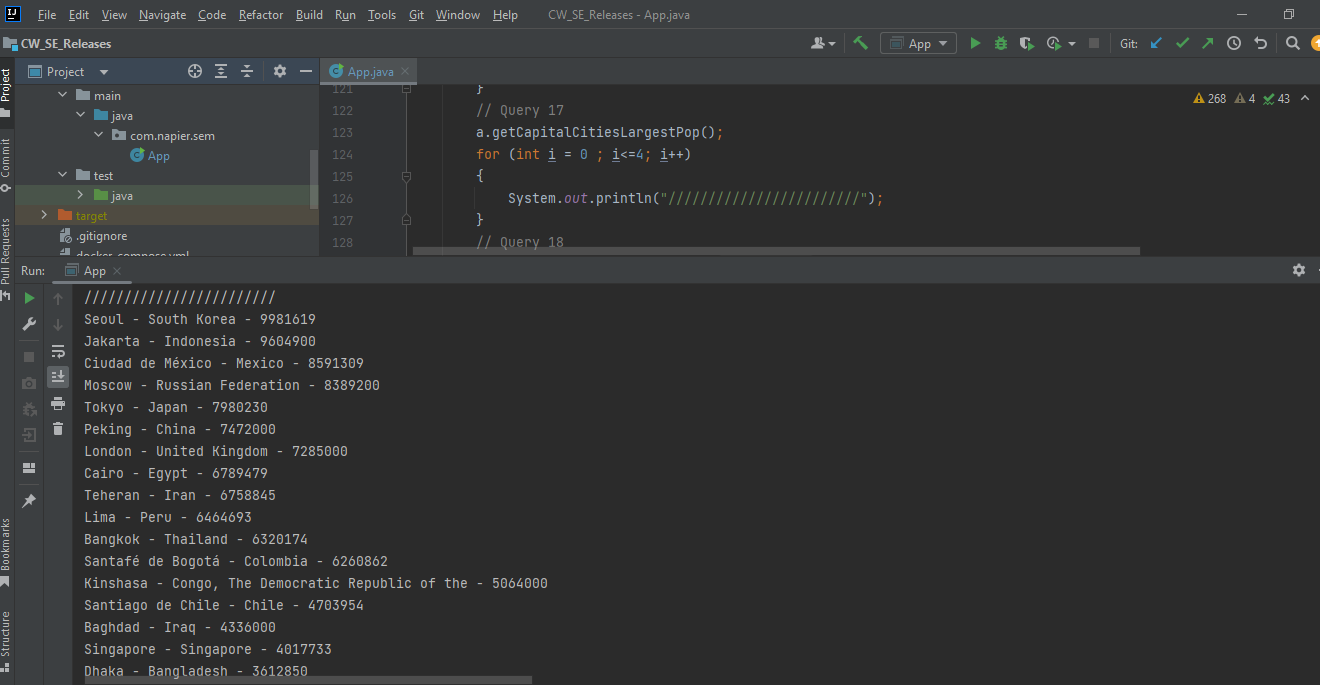 File Edit View Navigate Code Refactor Build Run Tools Git Window Help CW_SE_Releases - App.java
CW_SE_Releases App Git:
Project App.java
Project
Commit
Pull Requests
Bookmarks
Structure
main
java
com.napier.sem
App
test
java
target
.gitignore
docker-compose.yml
268 4 43
121 }
122 // Query 17
123 a.getCapitalCitiesLargestPop();
124 for (int i = 0 ; i<=4; i++)
125 {
126 System.out.println("////////////////////////");
127 }
128 // Query 18
Run: App
////////////////////////
Seoul - South Korea - 9981619
Jakarta - Indonesia - 9604900
Ciudad de México - Mexico - 8591309
Moscow - Russian Federation - 8389200
Tokyo - Japan - 7980230
Peking - China - 7472000
London - United Kingdom - 7285000
Cairo - Egypt - 6789479
Teheran - Iran - 6758845
Lima - Peru - 6464693
Bangkok - Thailand - 6320174
Santafé de Bogotá - Colombia - 6260862
Kinshasa - Congo, The Democratic Republic of the - 5064000
Santiago de Chile - Chile - 4703954
Baghdad - Iraq - 4336000
Singapore - Singapore - 4017733
Dhaka - Bangladesh - 3612850